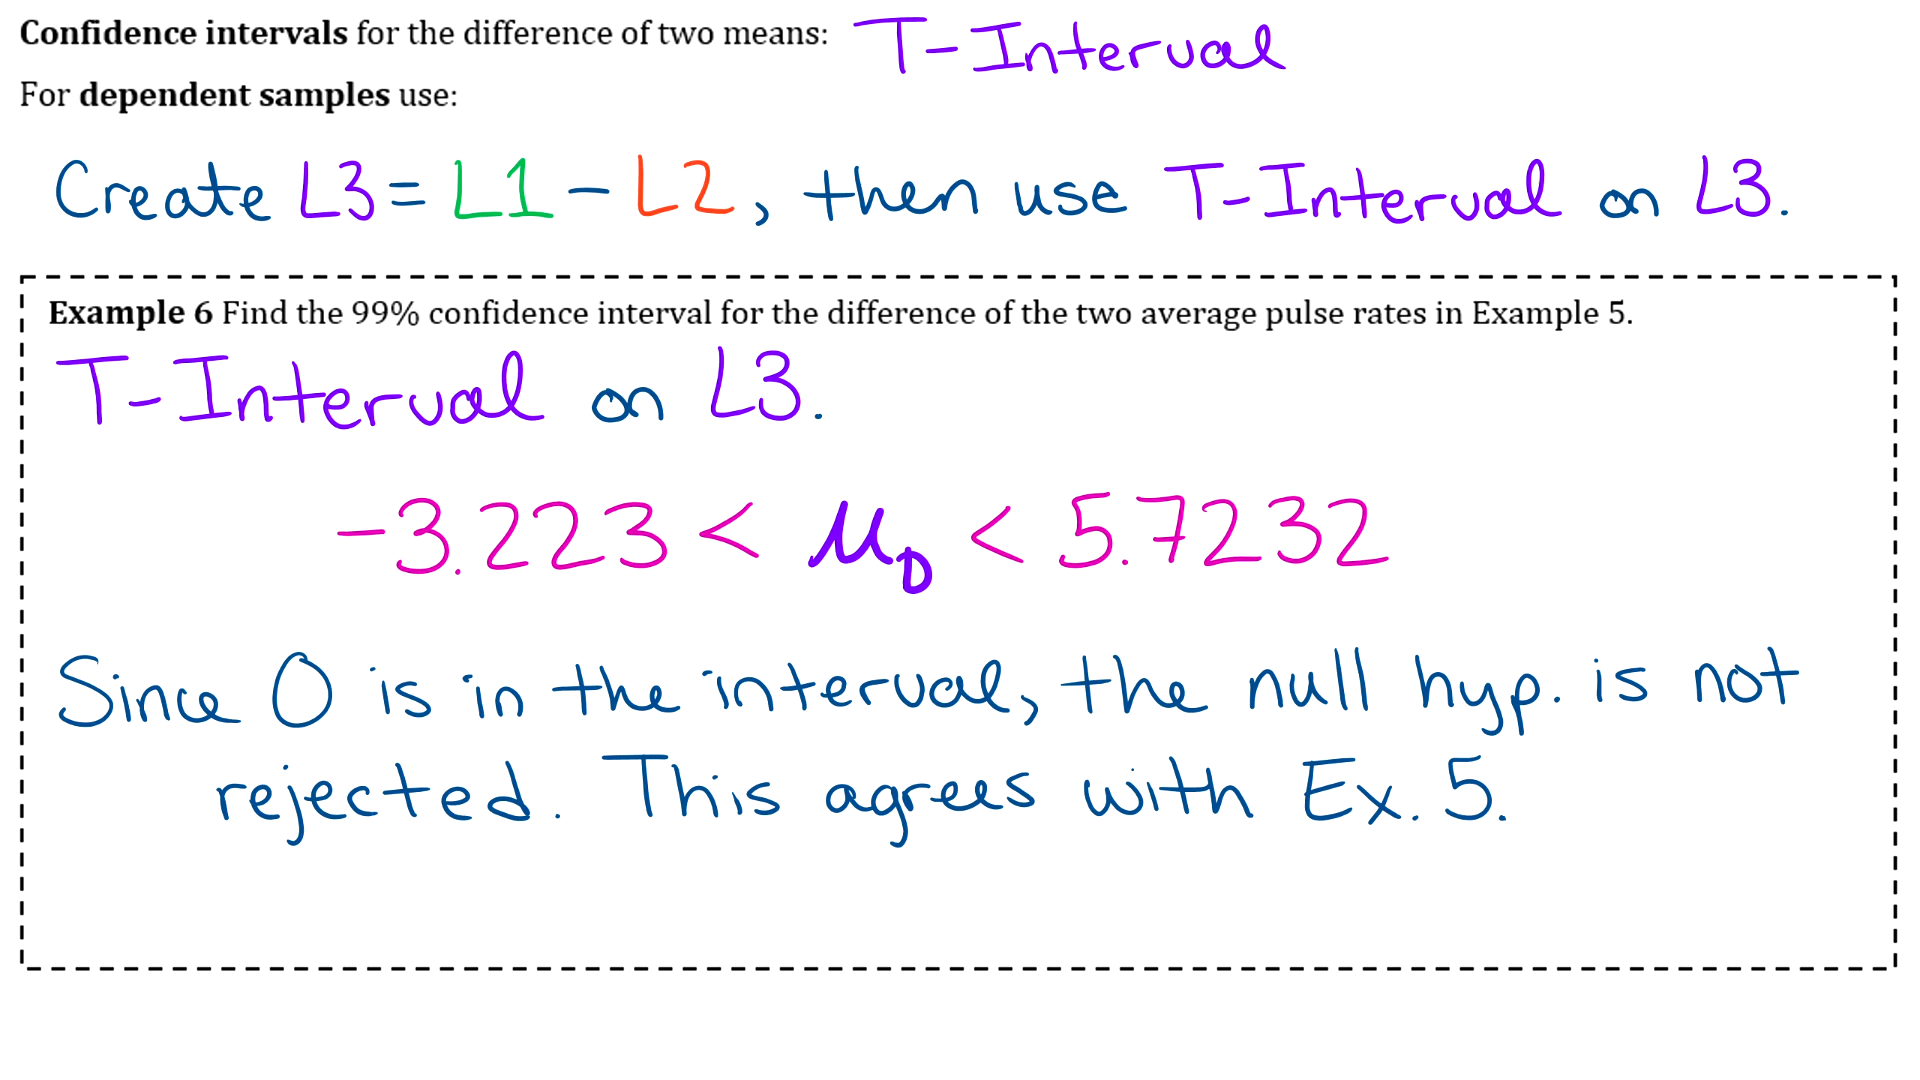 Confidence intervals for the difference of two means: T-Interval
For dependent samples use:
Create L3 = L1 - L2, then use T-Interval on L3.
Example 6 Find the 99% confidence interval for the difference of the two average pulse rates in Example 5.
T-Interval on L3.
-3.223 < μD < 5.7232
Since 0 is in the interval, the null hyp. is not
rejected. This agrees with Ex. 5.